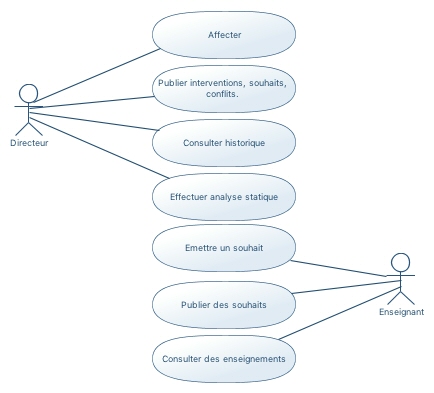 Affecter
Publier interventions, souhaits,
conflits.
Directeur
Consulter historique
Effectuer analyse statique
Emettre un souhait
Publier des souhaits
Enseignant
Consulter des enseignements